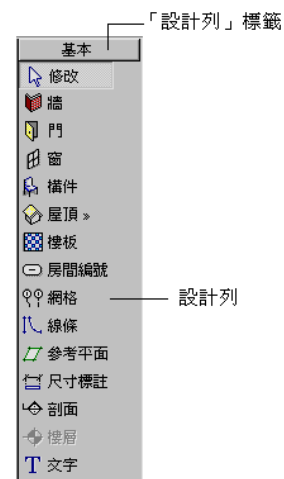 「設計列」標籤
基本
修改
牆
門
窗
構件
屋頂 »
樓板
房間編號
網格
設計列
線條
參考平面
尺寸標註
剖面
樓層
T 文字